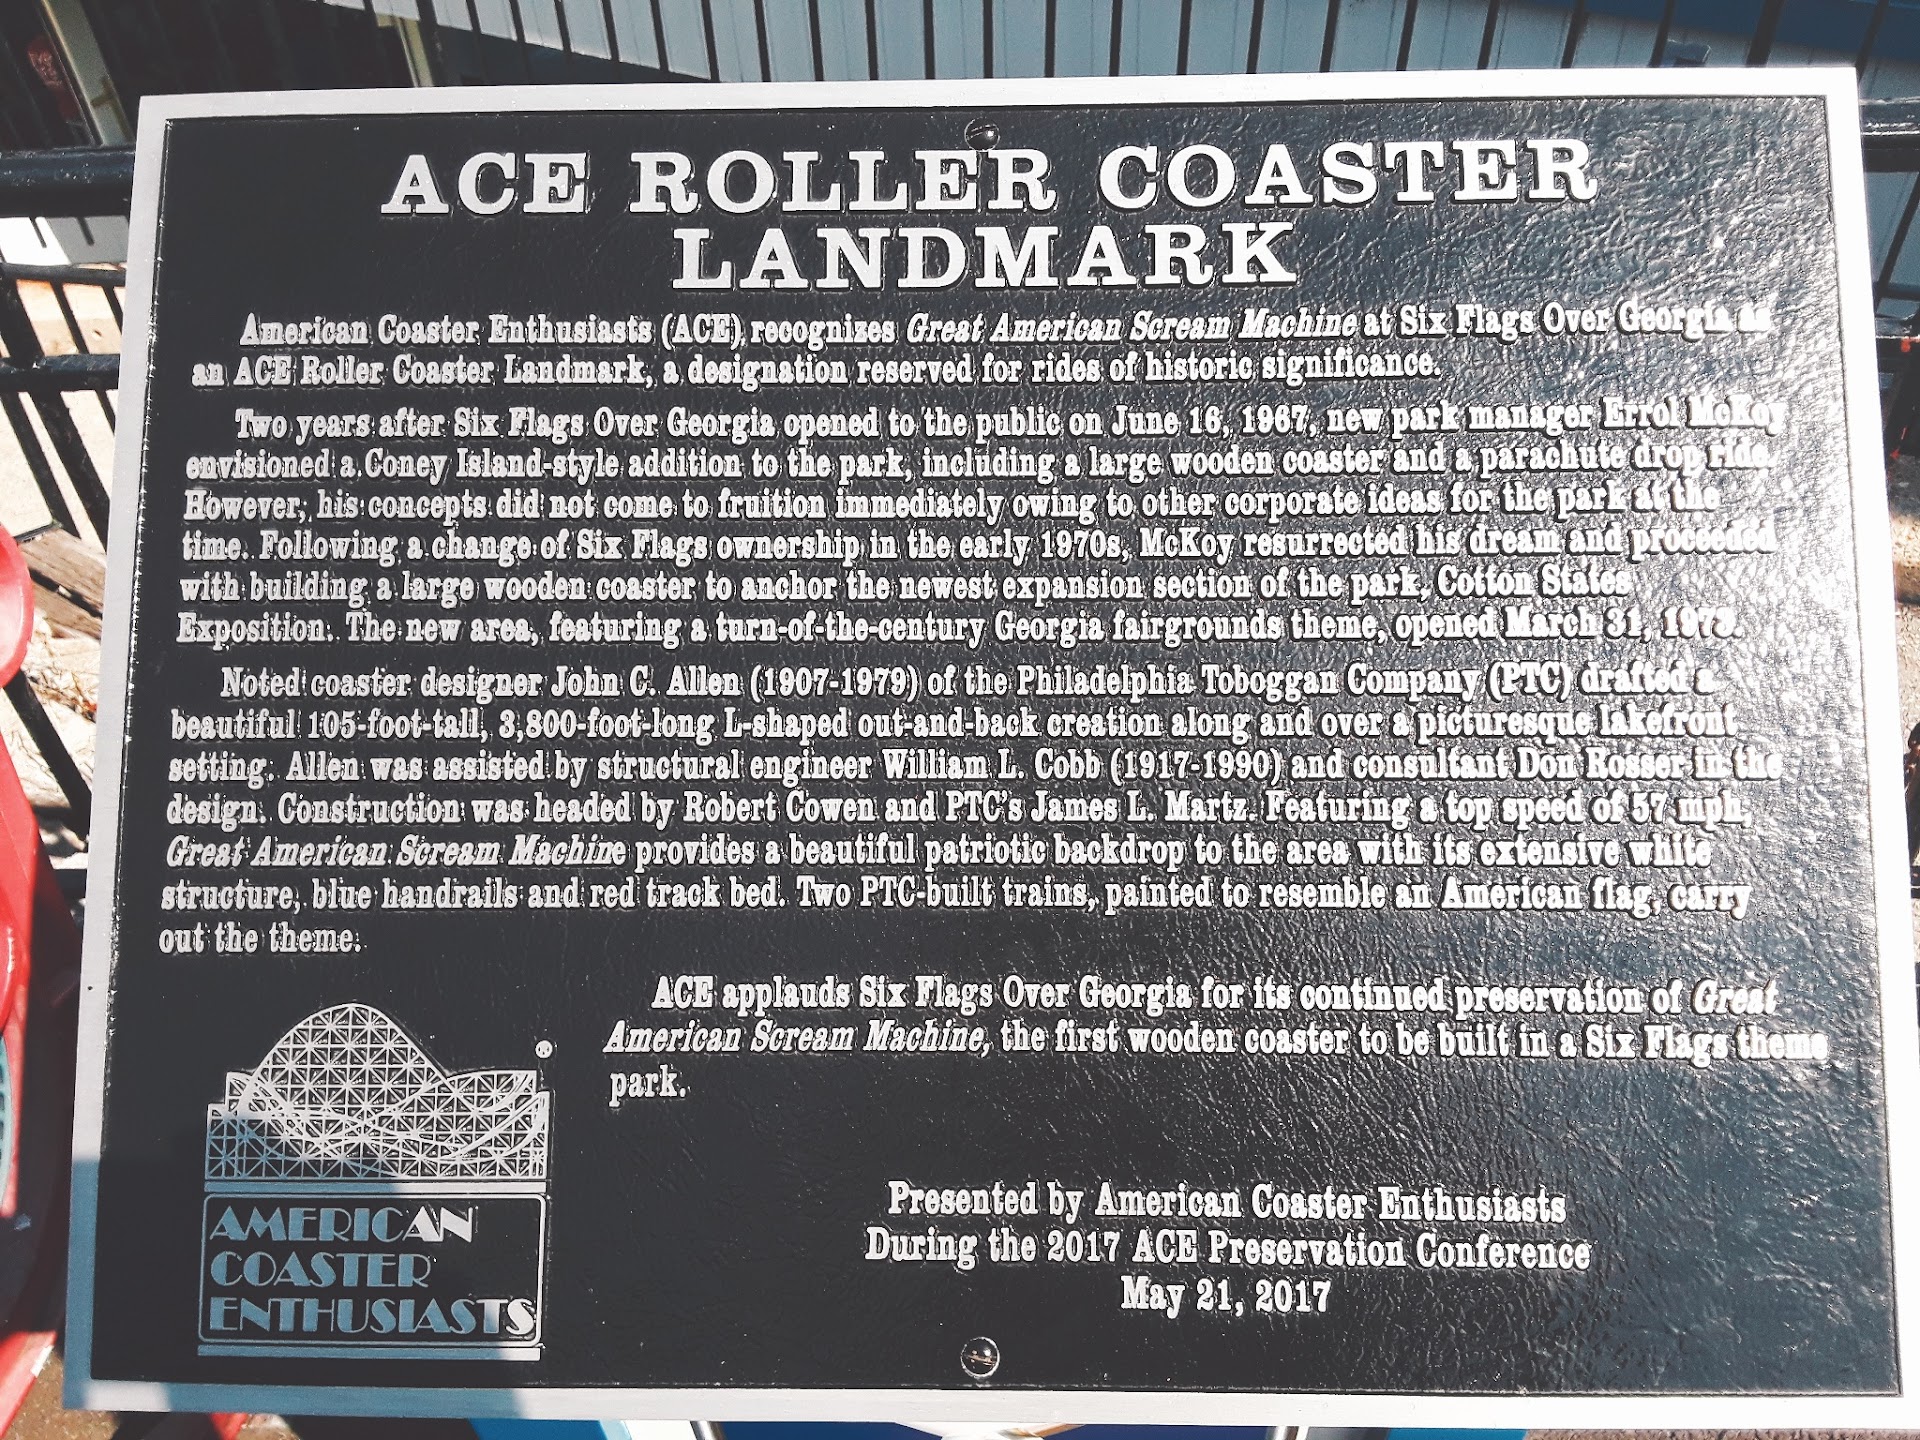 ACE ROLLER COASTER
LANDMARK
American Coaster Enthusiasts (ACE) recognizes Great American Scream Machine at Six Flags Over Georgia as
an ACE Roller Coaster Landmark, a designation reserved for rides of historic significance.
Two years after Six Flags Over Georgia opened to the public on June 16, 1967, new park manager Errol McKoy
envisioned a Coney Island-style addition to the park, including a large wooden coaster and a parachute drop ride.
However, his concepts did not come to fruition immediately owing to other corporate ideas for the park at the
time. Following a change of Six Flags ownership in the early 1970s, McKoy resurrected his dream and proceeded
with building a large wooden coaster to anchor the newest expansion section of the park, Cotton States
Exposition. The new area, featuring a turn-of-the-century Georgia fairgrounds theme, opened March 31, 1973.
Noted coaster designer John C. Allen (1907-1979) of the Philadelphia Toboggan Company (PTC) drafted a
beautiful 105-foot-tall, 3,800-foot-long L-shaped out-and-back creation along and over a picturesque lakefront
setting. Allen was assisted by structural engineer William L. Cobb (1917-1990) and consultant Don Rosser in the
design. Construction was headed by Robert Cowen and PTC's James L. Martz. Featuring a top speed of 57 mph,
Great American Scream Machine provides a beautiful patriotic backdrop to the area with its extensive white
structure, blue handrails and red track bed. Two PTC-built trains, painted to resemble an American flag, carry
out the theme.
ACE applauds Six Flags Over Georgia for its continued preservation of Great
American Scream Machine, the first wooden coaster to be built in a Six Flags theme
park.
Presented by American Coaster Enthusiasts
During the 2017 ACE Preservation Conference
May 21, 2017
®
AMERICAN
COASTER
ENTHUSIASTS